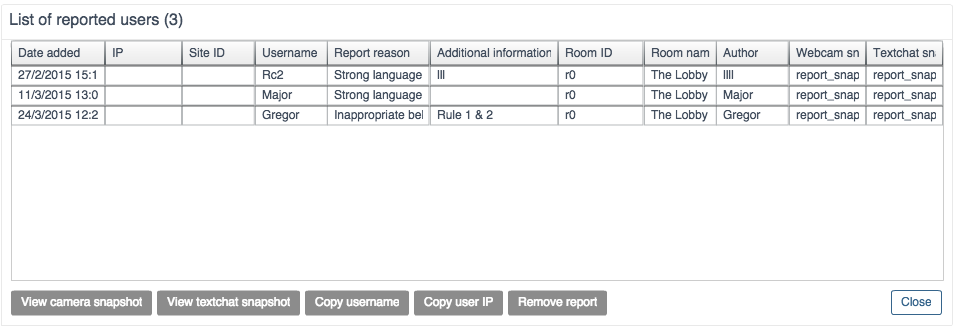 List of reported users (3)
Date added IP Site ID Username Report reason Additional information Room ID Room nam Author Webcam sn Textchat sn
27/2/2015 15:1 Rc2 Strong language lll r0 The Lobby llll report_snap report_snap
11/3/2015 13:0 Major Strong language r0 The Lobby Major report_snap report_snap
24/3/2015 12:2 Gregor Inappropriate bel Rule 1 & 2 r0 The Lobby Gregor report_snap report_snap
View camera snapshot View textchat snapshot Copy username Copy user IP Remove report Close